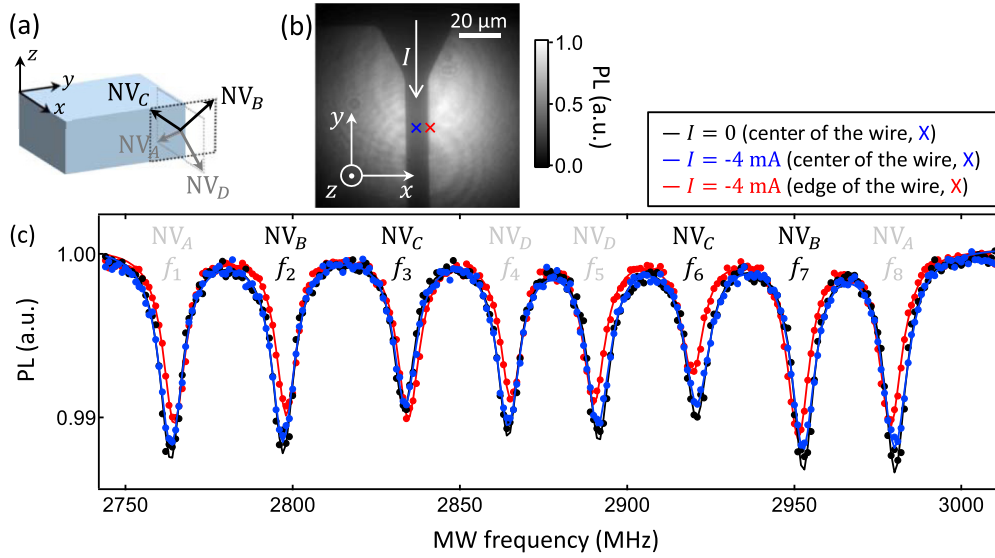 (a)
z
y
x
NV_C
NV_B
NV_A
NV_D
(b)
20 µm
I
y
z
x
1.0
0.5
0.0
PL (a.u.)
I = 0 (center of the wire, X)
I = -4 mA (center of the wire, X)
I = -4 mA (edge of the wire, X)
(c)
NV_A NV_B NV_C NV_D NV_D NV_C NV_B NV_A
f_1 f_2 f_3 f_4 f_5 f_6 f_7 f_8
1.00
0.99
PL (a.u.)
2750 2800 2850 2900 2950 3000
MW frequency (MHz)